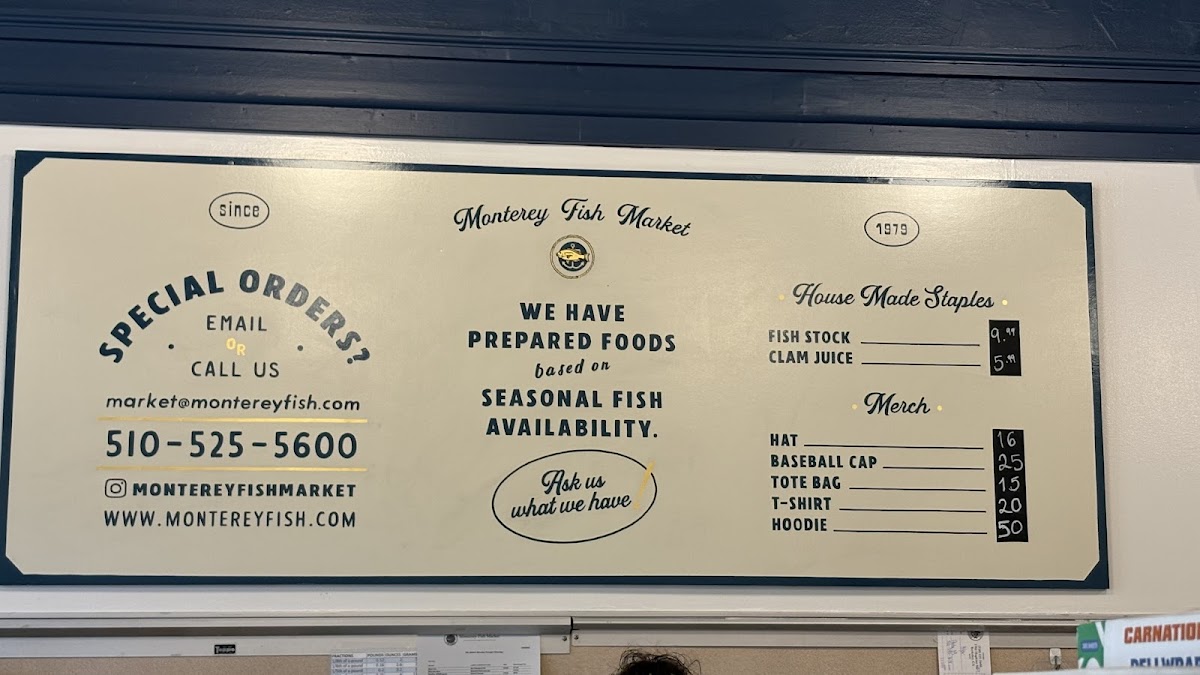 since
SPECIAL ORDERS?
EMAIL
OR
CALL US
market@montereyfish.com
510-525-5600
MONTEREYFISHMARKET
WWW.MONTEREYFISH.COM
Monterey Fish Market
WE HAVE
PREPARED FOODS
based on
SEASONAL FISH
AVAILABILITY.
Ask us
what we have
1979
House Made Staples
FISH STOCK 9.99
CLAM JUICE 5.99
Merch
HAT 16
BASEBALL CAP 25
TOTE BAG 15
T-SHIRT 20
HOODIE 50
CARNATION